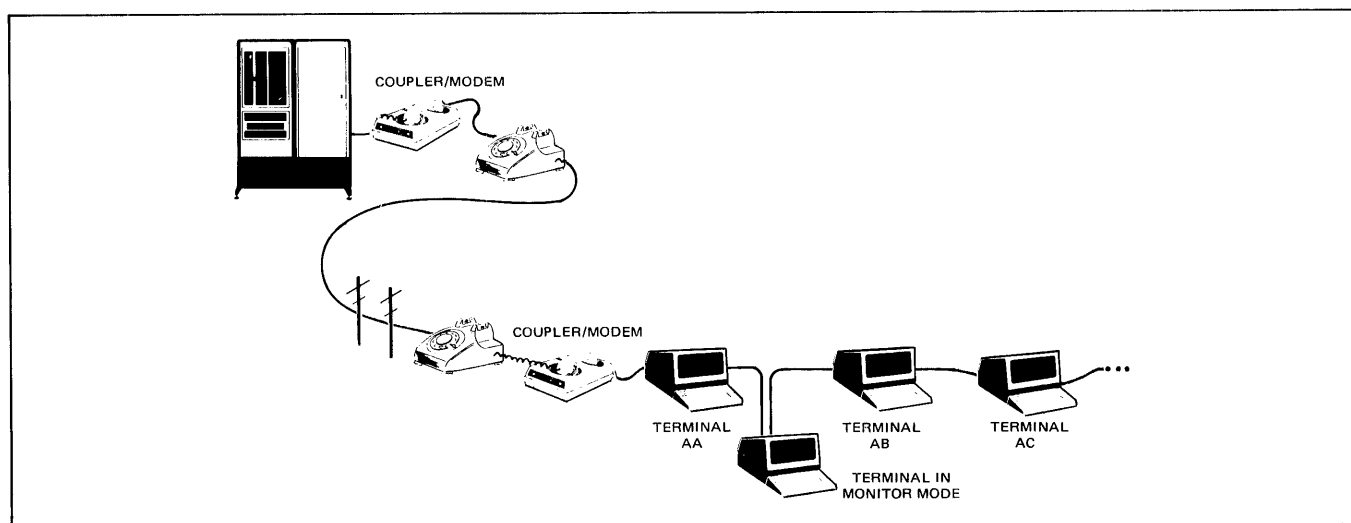 COUPLER/MODEM
COUPLER/MODEM
TERMINAL
AA
TERMINAL
AB
TERMINAL
AC
TERMINAL IN
MONITOR MODE